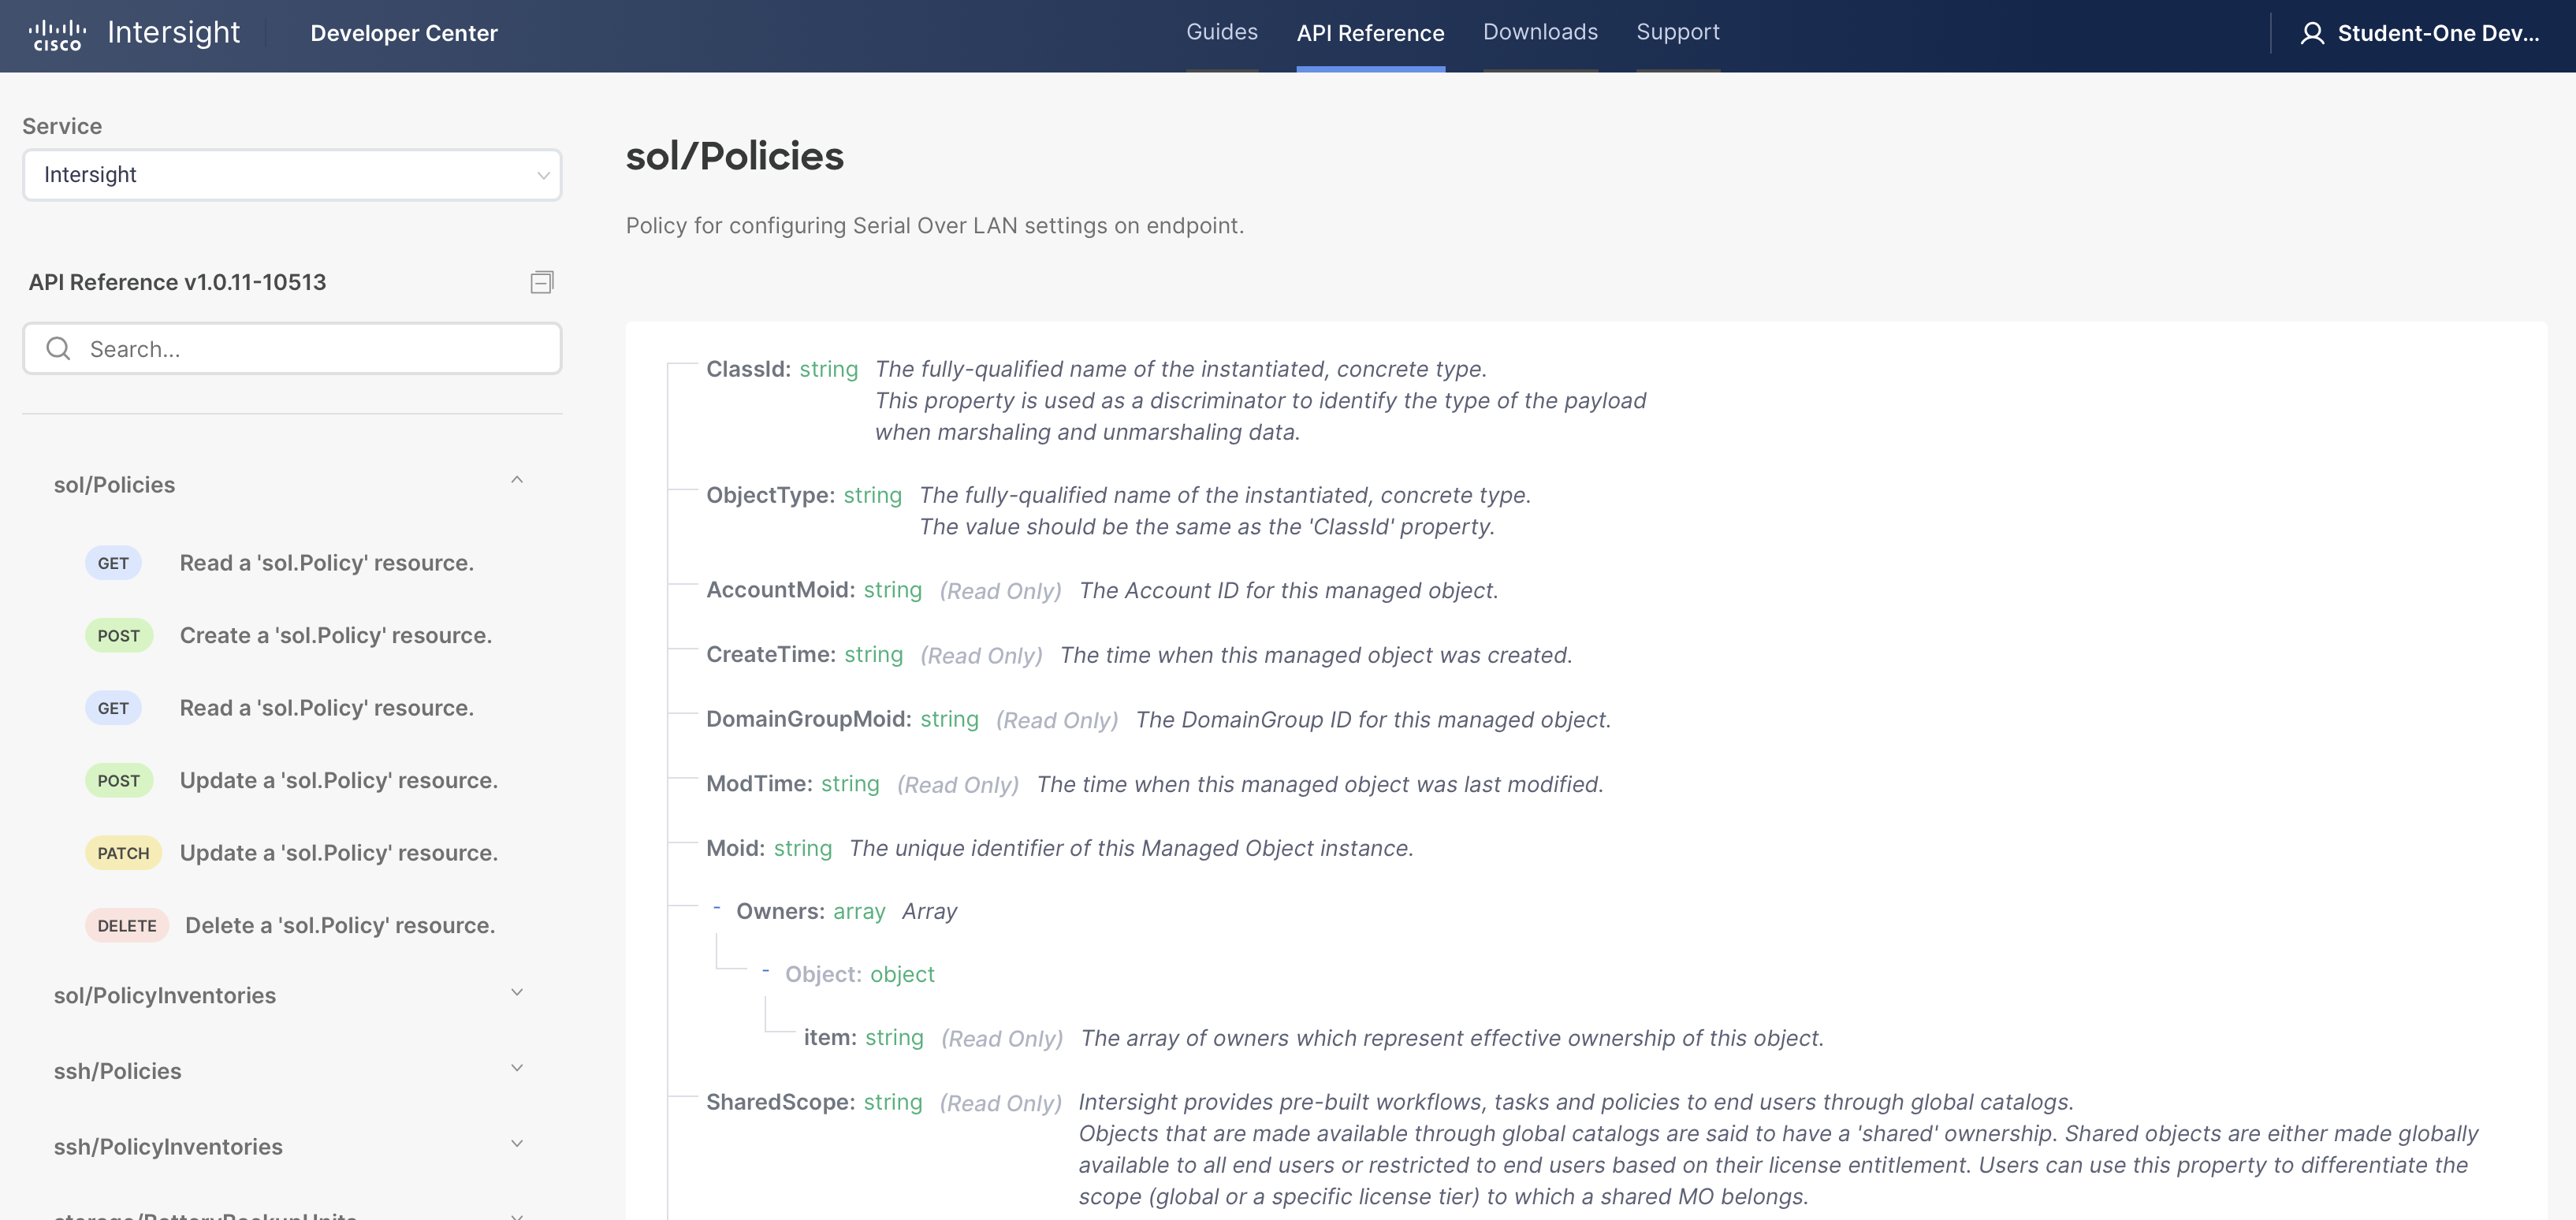 CISCO Intersight
Developer Center
Guides
API Reference
Downloads
Support
Student-One Dev...
Service
Intersight
API Reference v1.0.11-10513
Search...
sol/Policies
GET Read a 'sol.Policy' resource.
POST Create a 'sol.Policy' resource.
GET Read a 'sol.Policy' resource.
POST Update a 'sol.Policy' resource.
PATCH Update a 'sol.Policy' resource.
DELETE Delete a 'sol.Policy' resource.
sol/PolicyInventories
ssh/Policies
ssh/PolicyInventories
storage/BatteryBackupUnits
sol/Policies
Policy for configuring Serial Over LAN settings on endpoint.
ClassId: string The fully-qualified name of the instantiated, concrete type.
This property is used as a discriminator to identify the type of the payload
when marshaling and unmarshaling data.
ObjectType: string The fully-qualified name of the instantiated, concrete type.
The value should be the same as the 'ClassId' property.
AccountMoid: string (Read Only) The Account ID for this managed object.
CreateTime: string (Read Only) The time when this managed object was created.
DomainGroupMoid: string (Read Only) The DomainGroup ID for this managed object.
ModTime: string (Read Only) The time when this managed object was last modified.
Moid: string The unique identifier of this Managed Object instance.
- Owners: array Array
- Object: object
item: string (Read Only) The array of owners which represent effective ownership of this object.
SharedScope: string (Read Only) Intersight provides pre-built workflows, tasks and policies to end users through global catalogs.
Objects that are made available through global catalogs are said to have a 'shared' ownership. Shared objects are either made globally
available to all end users or restricted to end users based on their license entitlement. Users can use this property to differentiate the
scope (global or a specific license tier) to which a shared MO belongs.